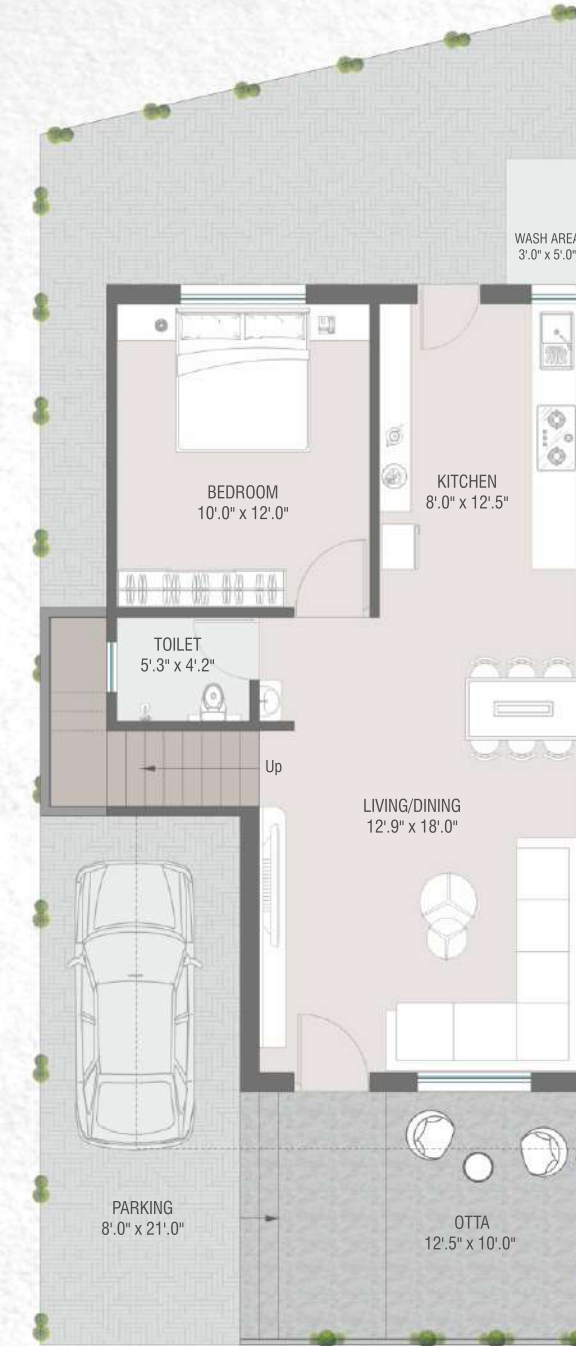 WASH AREA
3'.0" x 5'.0"
BEDROOM
10'.0" x 12'.0"
KITCHEN
8'.0" x 12'.5"
TOILET
5'.3" x 4'.2"
Up
LIVING/DINING
12'.9" x 18'.0"
PARKING
8'.0" x 21'.0"
OTTA
12'.5" x 10'.0"